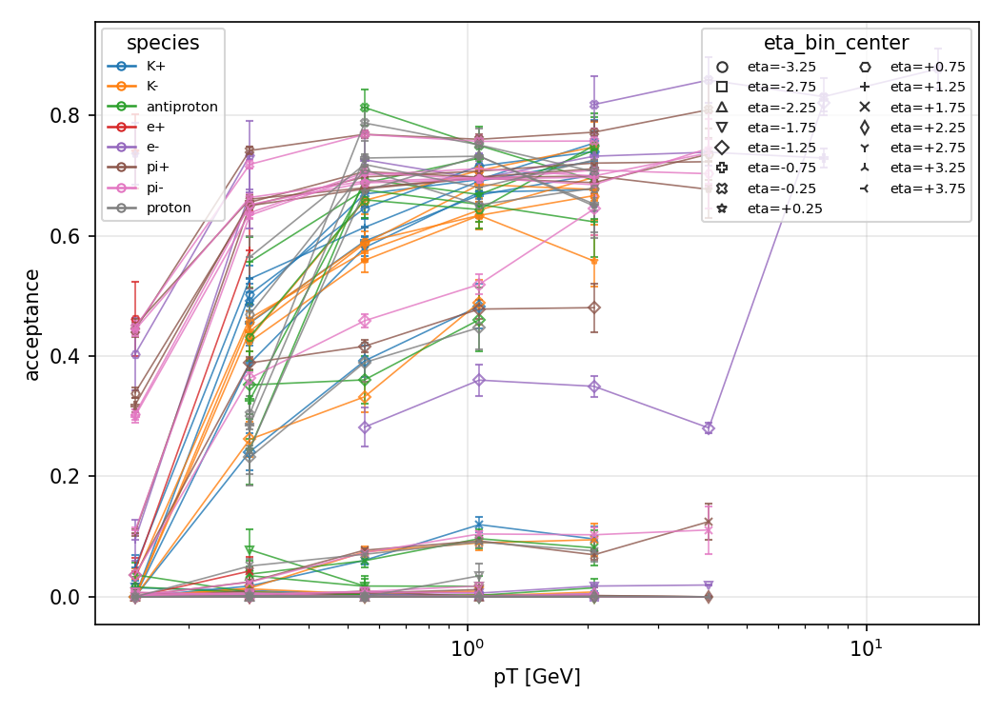 species
K+
K-
antiproton
e+
e-
pi+
pi-
proton
eta_bin_center
eta=-3.25
eta=-2.75
eta=-2.25
eta=-1.75
eta=-1.25
eta=-0.75
eta=-0.25
eta=+0.25
eta=+0.75
eta=+1.25
eta=+1.75
eta=+2.25
eta=+2.75
eta=+3.25
eta=+3.75
acceptance
0.8
0.6
0.4
0.2
0.0
10⁰
10¹
pT [GeV]